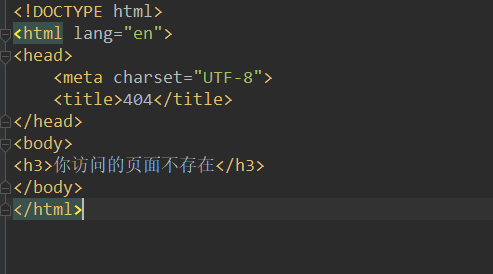 <!DOCTYPE html>
<html lang="en">
<head>
    <meta charset="UTF-8">
    <title>404</title>
</head>
<body>
<h3>你访问的页面不存在</h3>
</body>
</html>